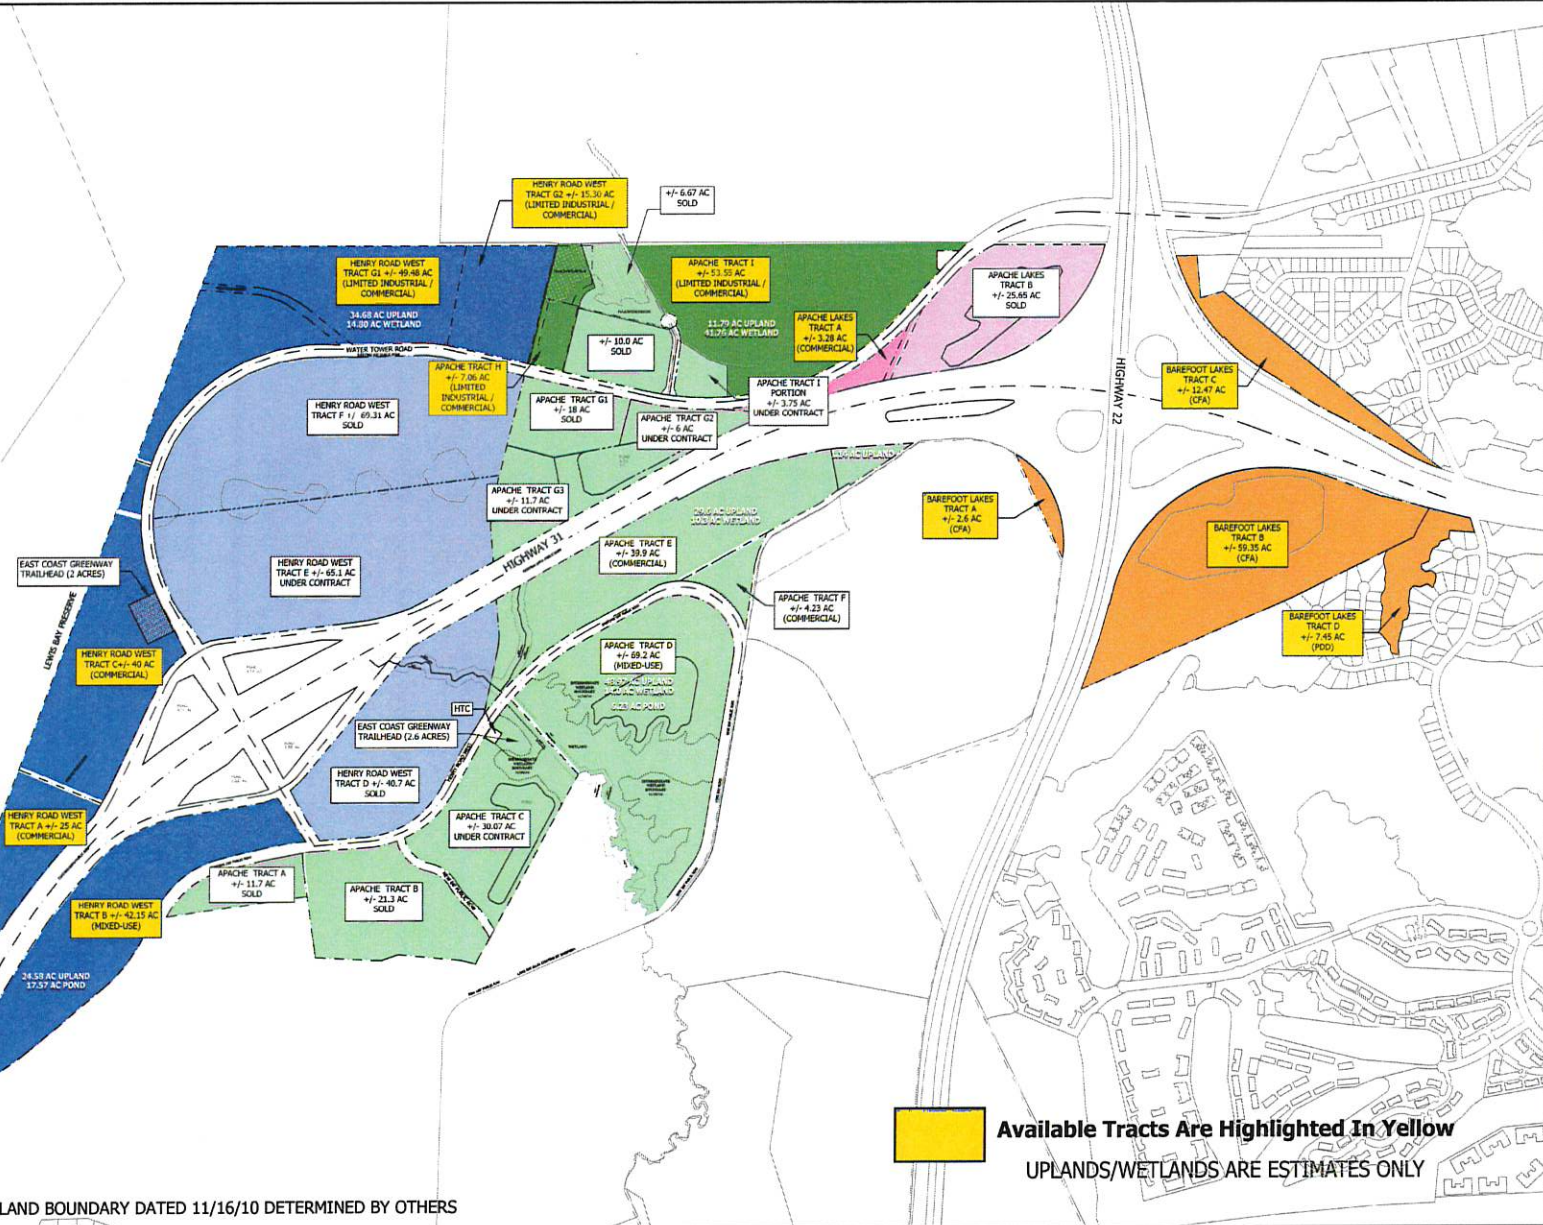 HENRY ROAD WEST
TRACT G2 +/- 15.30 AC
(LIMITED INDUSTRIAL /
COMMERCIAL)
+/- 6.67 AC
SOLD
HENRY ROAD WEST
TRACT G1 +/- 49.48 AC
(LIMITED INDUSTRIAL /
COMMERCIAL)
34.68 AC UPLAND
14.80 AC WETLAND
APACHE TRACT I
+/- 53.55 AC
(LIMITED INDUSTRIAL /
COMMERCIAL)
11.79 AC UPLAND
41.76 AC WETLAND
APACHE LAKES
TRACT B
+/- 25.65 AC
SOLD
APACHE LAKES
TRACT A
+/- 3.28 AC
(COMMERCIAL)
+/- 10.0 AC
SOLD
WATER TOWER ROAD
APACHE TRACT H
+/- 7.06 AC
(LIMITED
INDUSTRIAL /
COMMERCIAL)
HENRY ROAD WEST
TRACT F +/- 69.31 AC
SOLD
APACHE TRACT G1
+/- 18 AC
SOLD
APACHE TRACT G2
+/- 6 AC
UNDER CONTRACT
APACHE TRACT I
PORTION
+/- 3.75 AC
UNDER CONTRACT
HIGHWAY 22
BAREFOOT LAKES
TRACT C
+/- 12.47 AC
(CFA)
APACHE TRACT G3
+/- 11.7 AC
UNDER CONTRACT
BAREFOOT LAKES
TRACT A
+/- 2.6 AC
(CFA)
BAREFOOT LAKES
TRACT B
+/- 59.35 AC
(CFA)
HIGHWAY 31
APACHE TRACT E
+/- 39.9 AC
(COMMERCIAL)
EAST COAST GREENWAY
TRAILHEAD (2 ACRES)
HENRY ROAD WEST
TRACT E +/- 65.1 AC
UNDER CONTRACT
APACHE TRACT F
+/- 4.23 AC
(COMMERCIAL)
LEWIS BAY PRESERVE
BAREFOOT LAKES
TRACT D
+/- 7.45 AC
(PDD)
HENRY ROAD WEST
TRACT C+/- 40 AC
(COMMERCIAL)
APACHE TRACT D
+/- 69.2 AC
(MIXED-USE)
6.23 AC POND
HTC
EAST COAST GREENWAY
TRAILHEAD (2.6 ACRES)
WETLAND
HENRY ROAD WEST
TRACT D +/- 40.7 AC
SOLD
HENRY ROAD WEST
TRACT A +/- 25 AC
(COMMERCIAL)
APACHE TRACT C
+/- 30.07 AC
UNDER CONTRACT
APACHE TRACT A
+/- 11.7 AC
SOLD
APACHE TRACT B
+/- 21.3 AC
SOLD
HENRY ROAD WEST
TRACT B +/- 42.15 AC
(MIXED-USE)
24.58 AC UPLAND
17.57 AC POND
Available Tracts Are Highlighted In Yellow
UPLANDS/WETLANDS ARE ESTIMATES ONLY
LAND BOUNDARY DATED 11/16/10 DETERMINED BY OTHERS